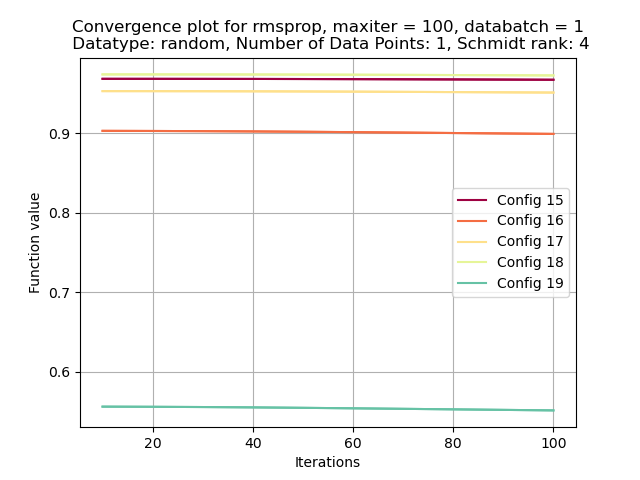 Convergence plot for rmsprop, maxiter = 100, databatch = 1
Datatype: random, Number of Data Points: 1, Schmidt rank: 4
Function value
0.9
0.8
0.7
0.6
Config 15
Config 16
Config 17
Config 18
Config 19
20 40 60 80 100
Iterations